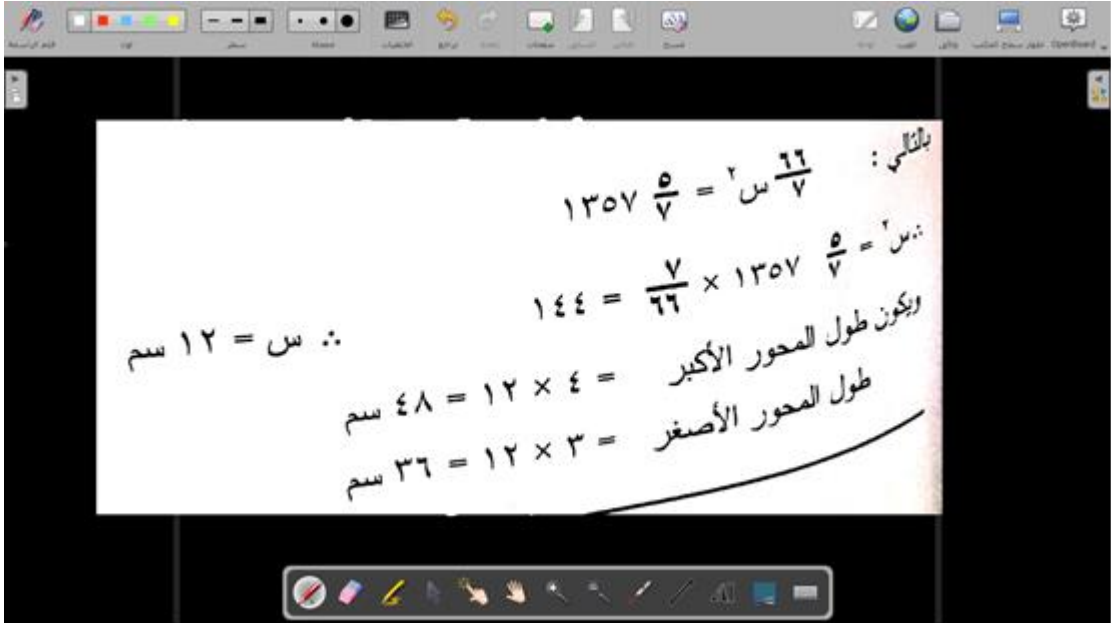 OpenBoard
بالتالي :
٦٦/٧ س٢ = ٥/٧ ١٣٥٧
∴ س٢ = ٥/٧ ١٣٥٧ × ٧/٦٦ = ١٤٤
∴ س = ١٢ سم
ويكون طول المحور الأكبر = ٤ × ١٢ = ٤٨ سم
طول المحور الأصغر = ٣ × ١٢ = ٣٦ سم